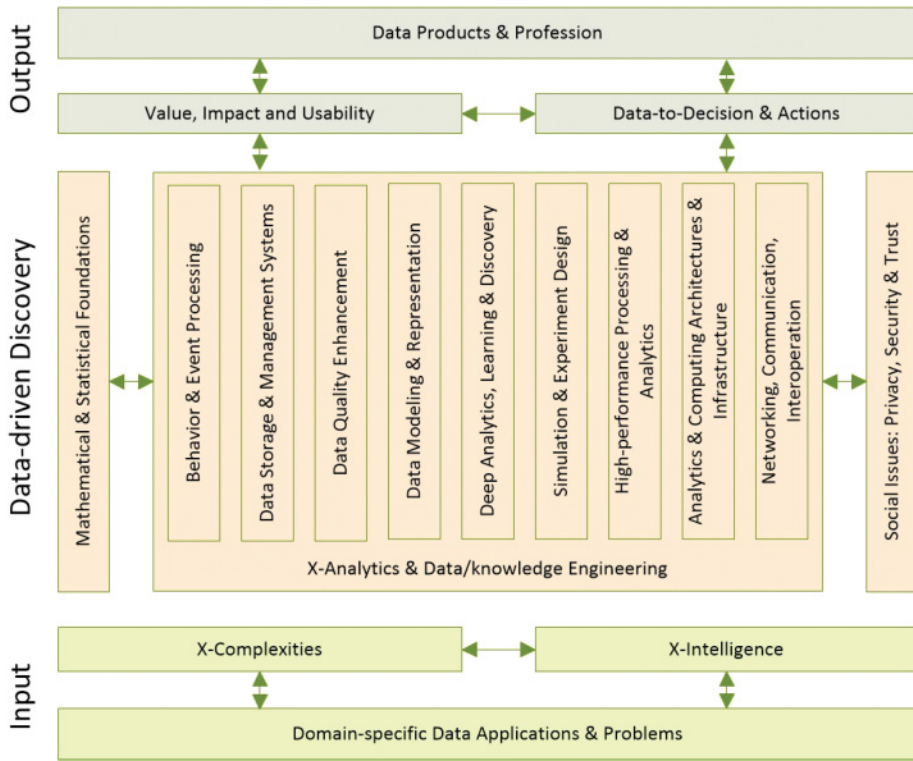 Output
Data Products & Profession
Value, Impact and Usability
Data-to-Decision & Actions
Data-driven Discovery
Mathematical & Statistical Foundations
Behavior & Event Processing
Data Storage & Management Systems
Data Quality Enhancement
Data Modeling & Representation
Deep Analytics, Learning & Discovery
Simulation & Experiment Design
High-performance Processing &
Analytics
Analytics & Computing Architectures &
Infrastructure
Networking, Communication,
Interoperation
X-Analytics & Data/knowledge Engineering
Social Issues: Privacy, Security & Trust
Input
X-Complexities
X-Intelligence
Domain-specific Data Applications & Problems